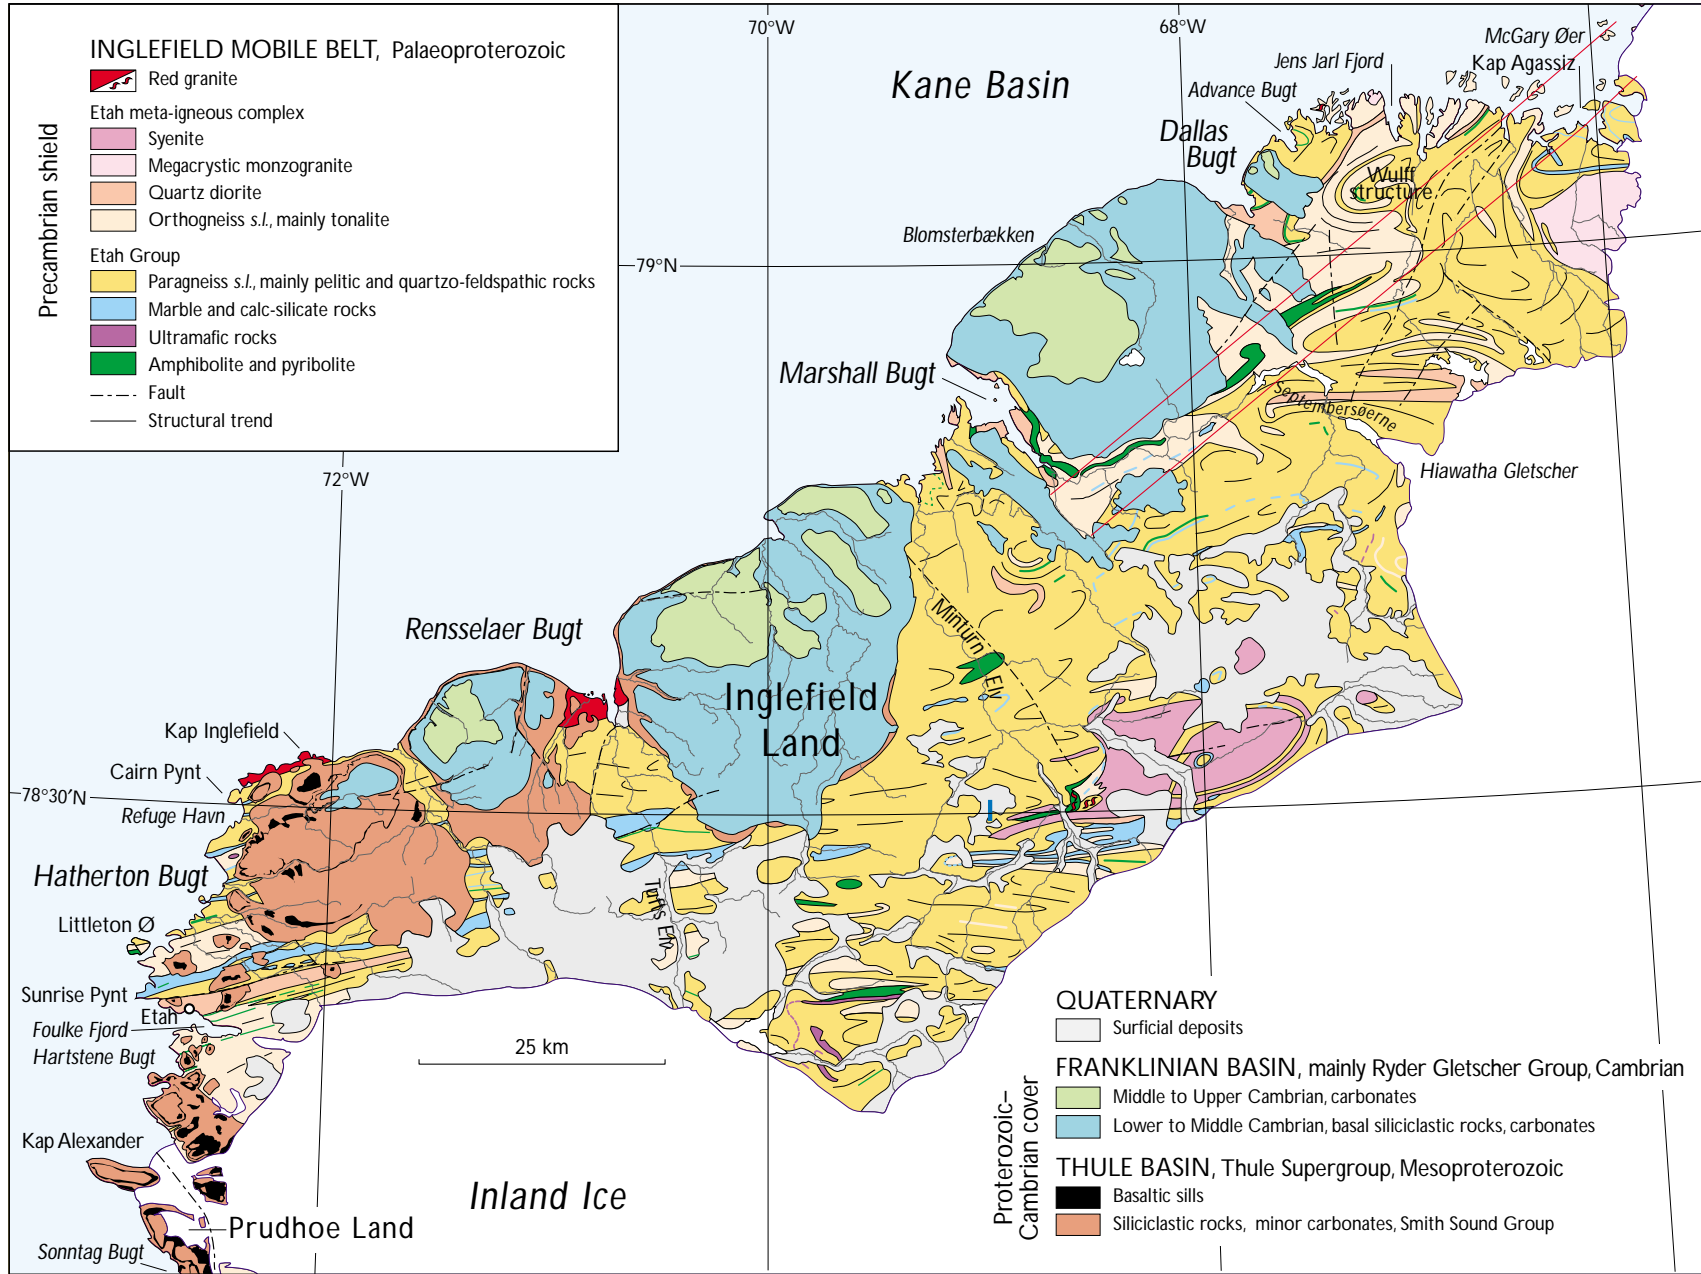 INGLEFIELD MOBILE BELT, Palaeoproterozoic
Red granite
Etah meta-igneous complex
Syenite
Megacrystic monzogranite
Quartz diorite
Orthogneiss s.l., mainly tonalite
Etah Group
Paragneiss s.l., mainly pelitic and quartzo-feldspathic rocks
Marble and calc-silicate rocks
Ultramafic rocks
Amphibolite and pyribolite
Fault
Structural trend
Precambrian shield
70°W
68°W
McGary Øer
Kap Agassiz
Jens Jarl Fjord
Advance Bugt
Kane Basin
Dallas
Bugt
Wulff
structure
Blomsterbækken
79°N
Marshall Bugt
Septembersøerne
Hiawatha Gletscher
72°W
Rensselaer Bugt
Minturn
Elv
Inglefield
Land
Kap Inglefield
Cairn Pynt
78°30′N
Refuge Havn
Hatherton Bugt
Littleton Ø
Tufts Elv
Sunrise Pynt
Etah
Foulke Fjord
Hartstene Bugt
25 km
Kap Alexander
Inland Ice
Prudhoe Land
Sonntag Bugt
QUATERNARY
Surficial deposits
FRANKLINIAN BASIN, mainly Ryder Gletscher Group, Cambrian
Middle to Upper Cambrian, carbonates
Lower to Middle Cambrian, basal siliciclastic rocks, carbonates
THULE BASIN, Thule Supergroup, Mesoproterozoic
Basaltic sills
Siliciclastic rocks, minor carbonates, Smith Sound Group
Proterozoic–
Cambrian cover